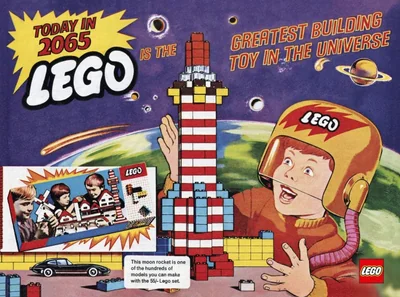 TODAY IN
2065
LEGO
IS THE
GREATEST BUILDING
TOY IN THE UNIVERSE
LEGO
LEGO
This moon rocket is one
of the hundreds of
models you can make
with the 55/- Lego set.
LEGO